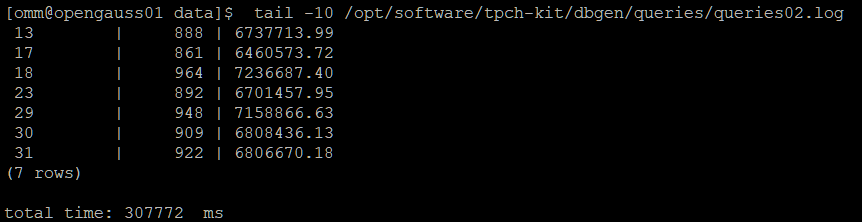 [omm@opengauss01 data]$  tail -10 /opt/software/tpch-kit/dbgen/queries/queries02.log
 13         |     888 | 6737713.99
 17         |     861 | 6460573.72
 18         |     964 | 7236687.40
 23         |     892 | 6701457.95
 29         |     948 | 7158866.63
 30         |     909 | 6808436.13
 31         |     922 | 6806670.18
(7 rows)

total time: 307772  ms